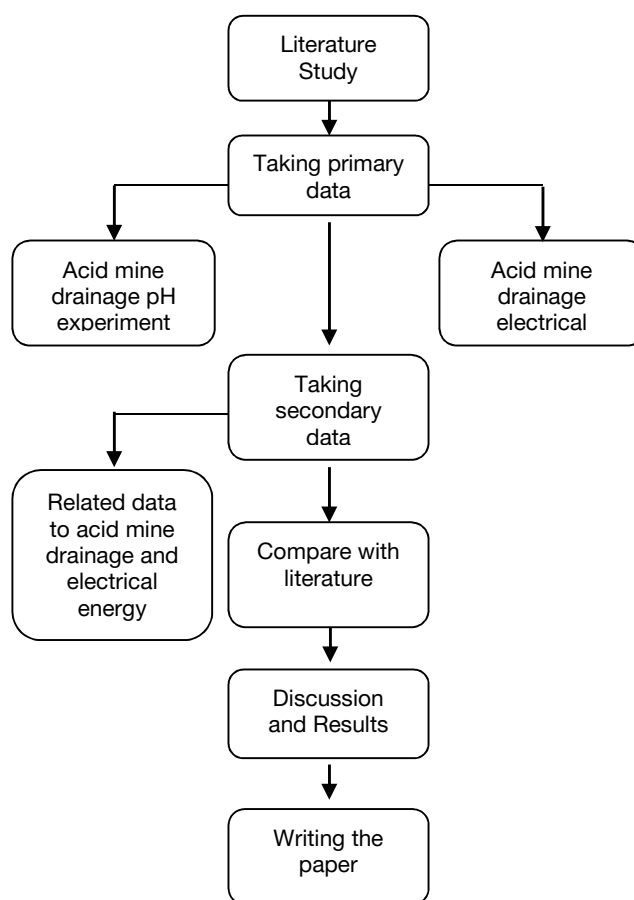 Literature
Study
Taking primary
data
Acid mine
drainage pH
experiment
Acid mine
drainage
electrical
Taking
secondary
data
Related data
to acid mine
drainage and
electrical
energy
Compare with
literature
Discussion
and Results
Writing the
paper